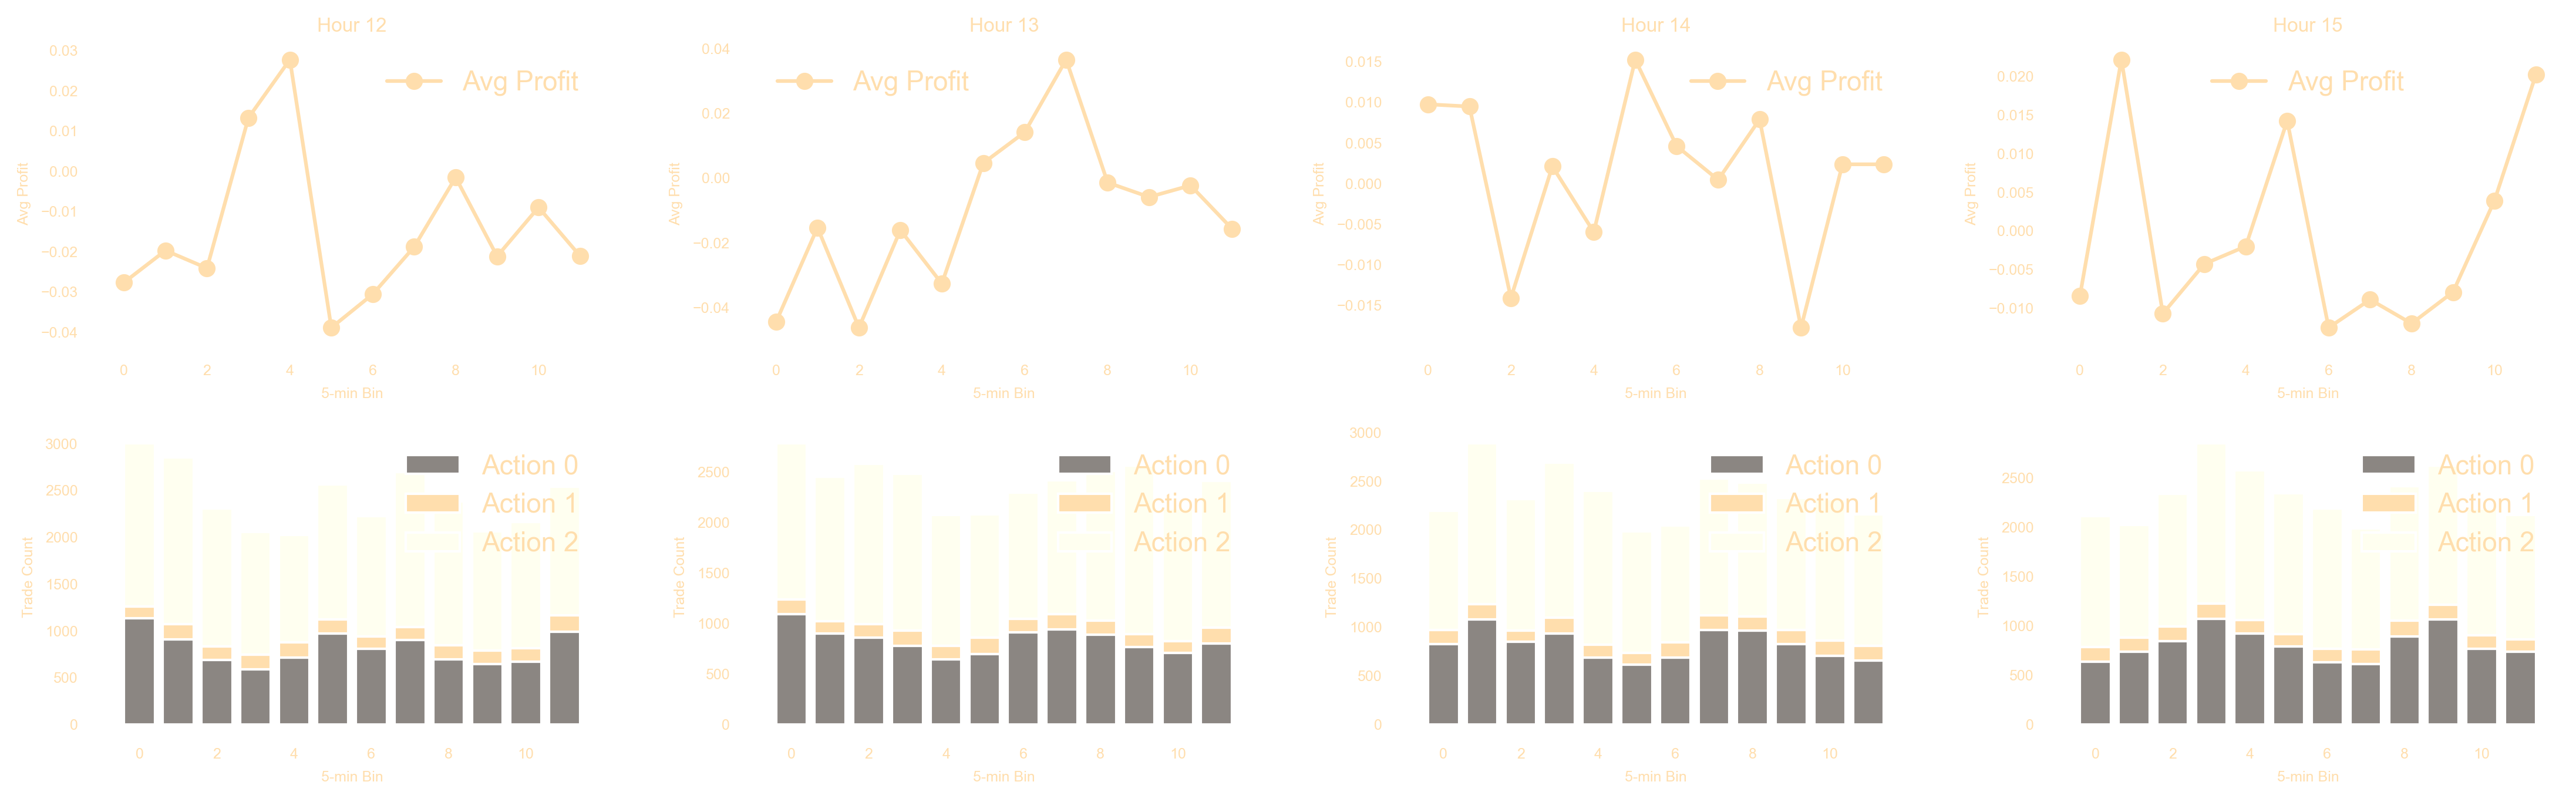 Hour 12
Avg Profit
0.03
0.02
0.01
0.00
−0.01
−0.02
−0.03
−0.04
Avg Profit
0 2 4 6 8 10
5-min Bin
Hour 13
Avg Profit
0.04
0.02
0.00
−0.02
−0.04
Avg Profit
0 2 4 6 8 10
5-min Bin
Hour 14
Avg Profit
0.015
0.010
0.005
0.000
−0.005
−0.010
−0.015
Avg Profit
0 2 4 6 8 10
5-min Bin
Hour 15
Avg Profit
0.020
0.015
0.010
0.005
0.000
−0.005
−0.010
Avg Profit
0 2 4 6 8 10
5-min Bin
3000
2500
2000
1500
1000
500
0
Trade Count
Action 0
Action 1
Action 2
0 2 4 6 8 10
5-min Bin
2500
2000
1500
1000
500
0
Trade Count
Action 0
Action 1
Action 2
0 2 4 6 8 10
5-min Bin
3000
2500
2000
1500
1000
500
0
Trade Count
Action 0
Action 1
Action 2
0 2 4 6 8 10
5-min Bin
2500
2000
1500
1000
500
0
Trade Count
Action 0
Action 1
Action 2
0 2 4 6 8 10
5-min Bin